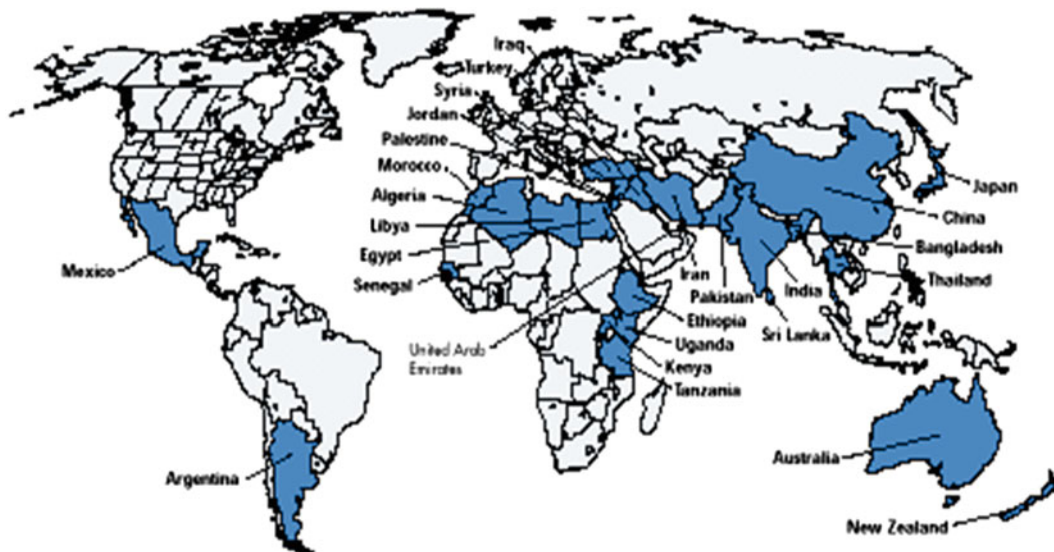 Iraq
Turkey
Syria
Jordan
Palestine
Morocco
Algeria
Libya
Egypt
Senegal
Mexico
United Arab
Emirates
Argentina
Japan
China
Bangladesh
Thailand
Iran
Pakistan
India
Ethiopia
Sri Lanka
Uganda
Kenya
Tanzania
Australia
New Zealand